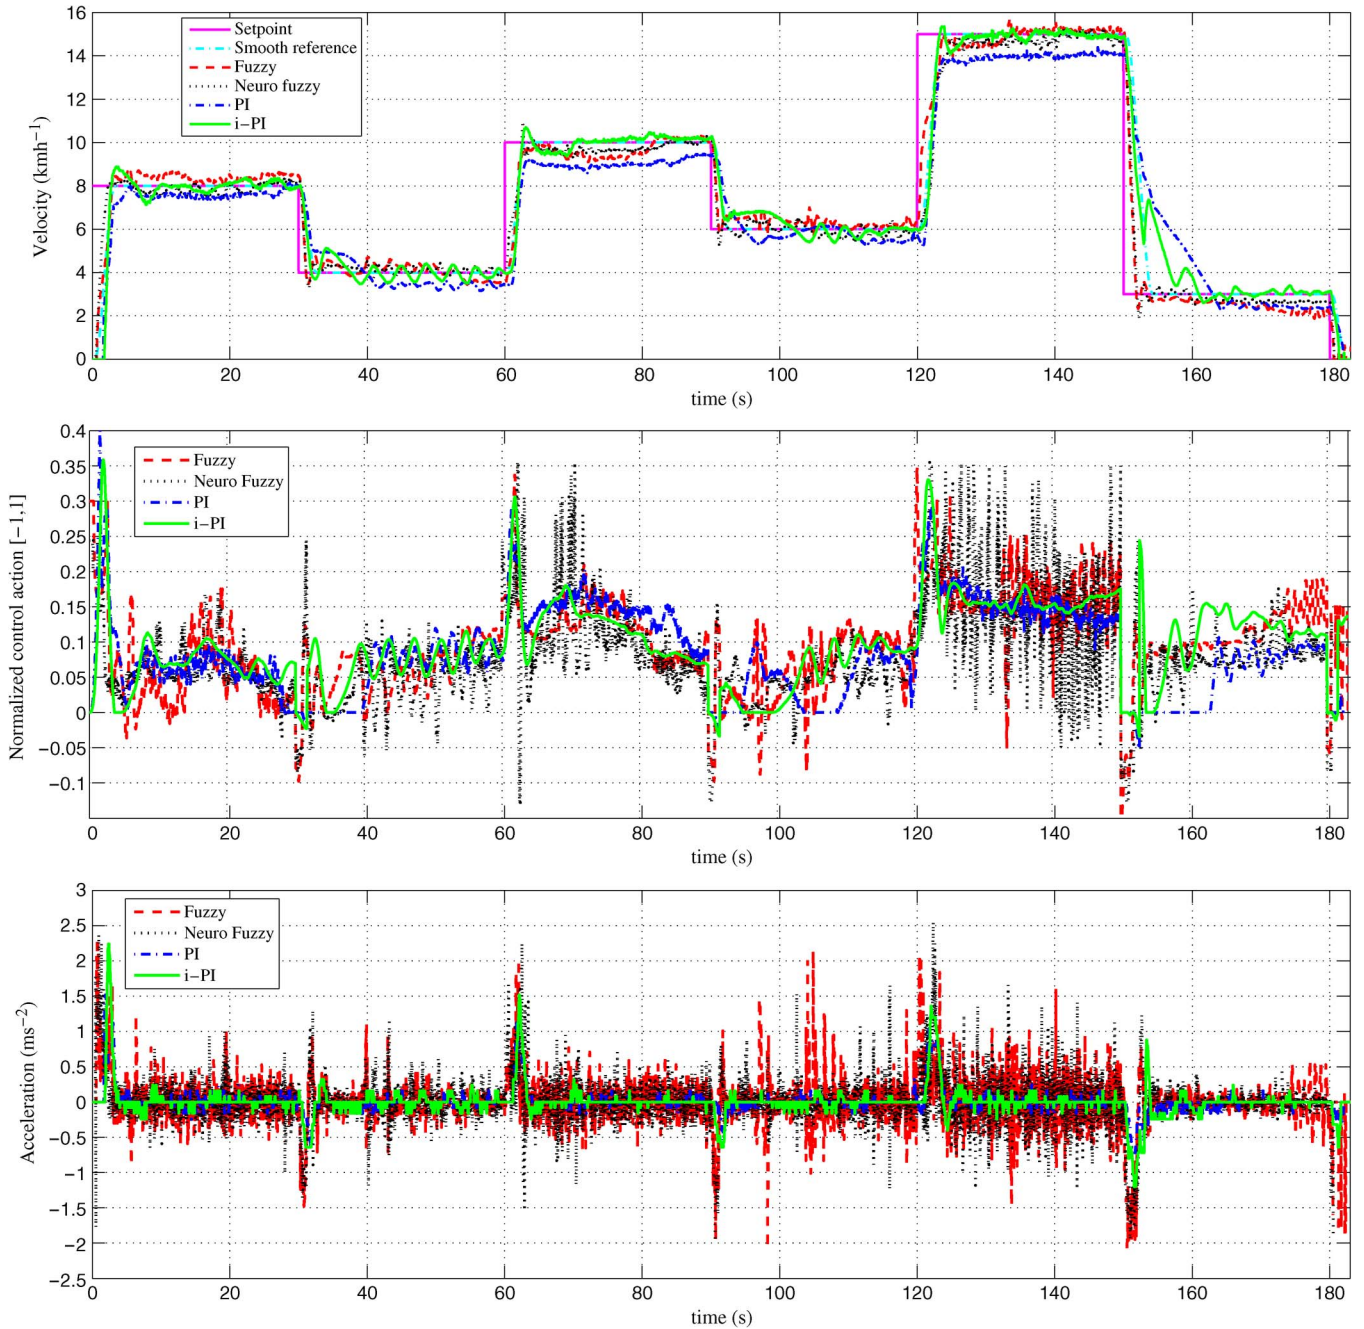 16
14
12
10
8
6
4
2
0
Velocity (kmh⁻¹)
Setpoint
Smooth reference
Fuzzy
Neuro fuzzy
PI
i−PI
0 20 40 60 80 100 120 140 160 180
time (s)
0.4
0.35
0.3
0.25
0.2
0.15
0.1
0.05
0
−0.05
−0.1
Normalized control action [−1,1]
Fuzzy
Neuro Fuzzy
PI
i−PI
0 20 40 60 80 100 120 140 160 180
time (s)
3
2.5
2
1.5
1
0.5
0
−0.5
−1
−1.5
−2
−2.5
Acceleration (ms⁻²)
Fuzzy
Neuro Fuzzy
PI
i−PI
0 20 40 60 80 100 120 140 160 180
time (s)